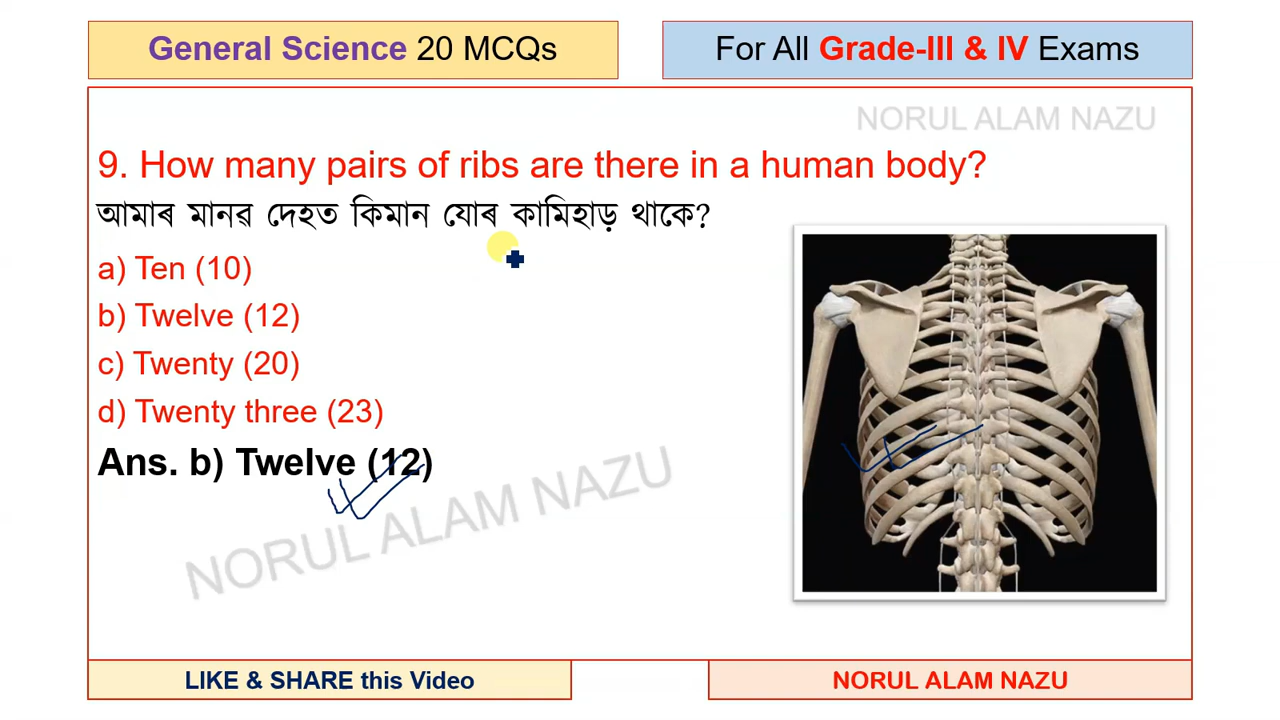 General Science 20 MCQs
For All Grade-III & IV Exams
NORUL ALAM NAZU
9. How many pairs of ribs are there in a human body?
আমাৰ মানৱ দেহত কিমান যোৰ কামিহাড় থাকে?
a) Ten (10)
b) Twelve (12)
c) Twenty (20)
d) Twenty three (23)
Ans. b) Twelve (12)
NORUL ALAM NAZU
LIKE & SHARE this Video
NORUL ALAM NAZU